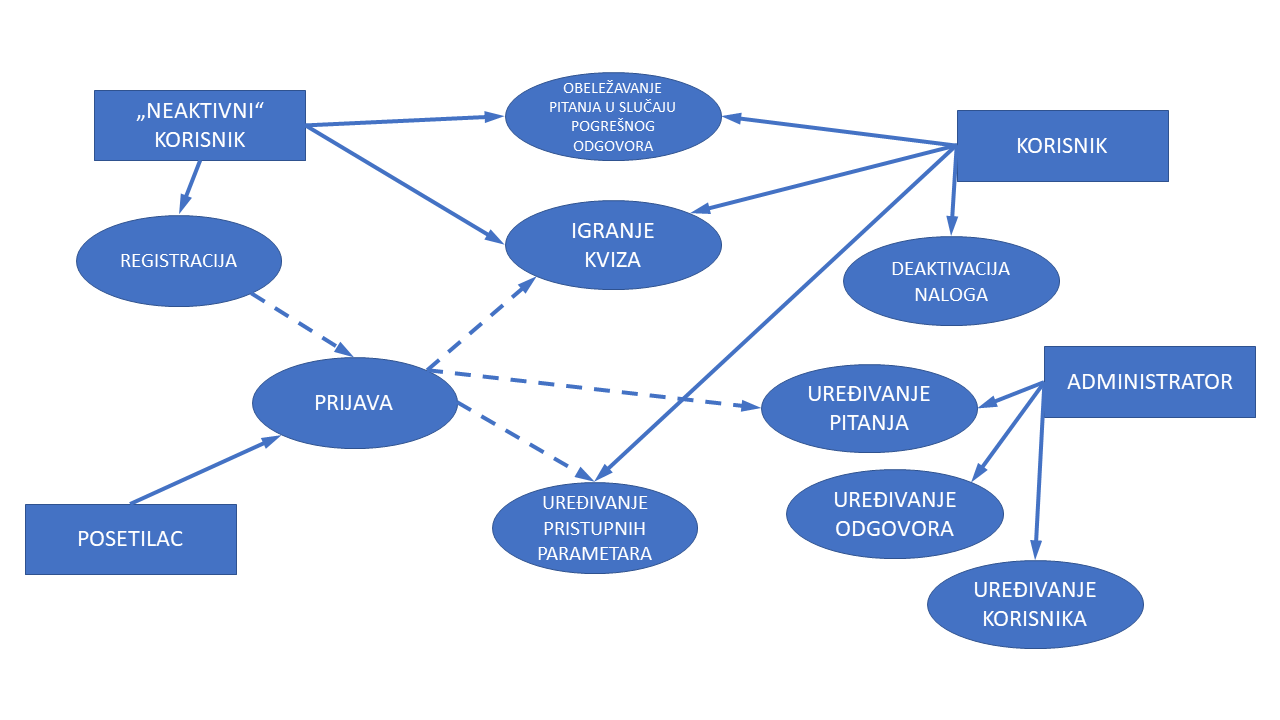 „NEAKTIVNI“
KORISNIK
OBELEŽAVANJE
PITANJA U SLUČAJU
POGREŠNOG
ODGOVORA
KORISNIK
REGISTRACIJA
IGRANJE
KVIZA
DEAKTIVACIJA
NALOGA
PRIJAVA
UREĐIVANJE
PITANJA
ADMINISTRATOR
POSETILAC
UREĐIVANJE
PRISTUPNIH
PARAMETARA
UREĐIVANJE
ODGOVORA
UREĐIVANJE
KORISNIKA